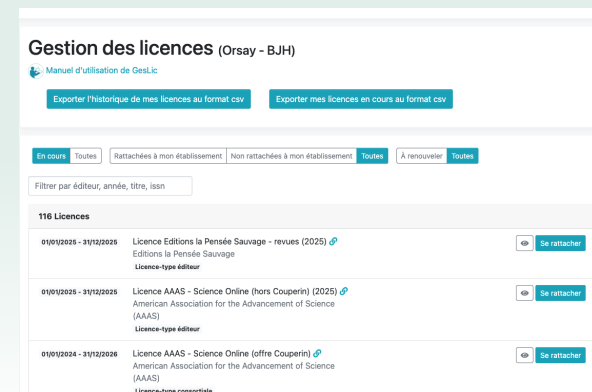 Gestion des licences (Orsay - BJH)
Manuel d'utilisation de GesLic
Exporter l'historique de mes licences au format csv Exporter mes licences en cours au format csv
En cours Toutes Rattachées à mon établissement Non rattachées à mon établissement Toutes À renouveler Toutes
Filtrer par éditeur, année, titre, issn
116 Licences
01/01/2025 - 31/12/2025 Licence Editions la Pensée Sauvage - revues (2025) Se rattacher
Editions la Pensée Sauvage
Licence-type éditeur
01/01/2025 - 31/12/2025 Licence AAAS - Science Online (hors Couperin) (2025) Se rattacher
American Association for the Advancement of Science
(AAAS)
Licence-type éditeur
01/01/2024 - 31/12/2026 Licence AAAS - Science Online (offre Couperin) Se rattacher
American Association for the Advancement of Science
(AAAS)
Licence-type consortiale